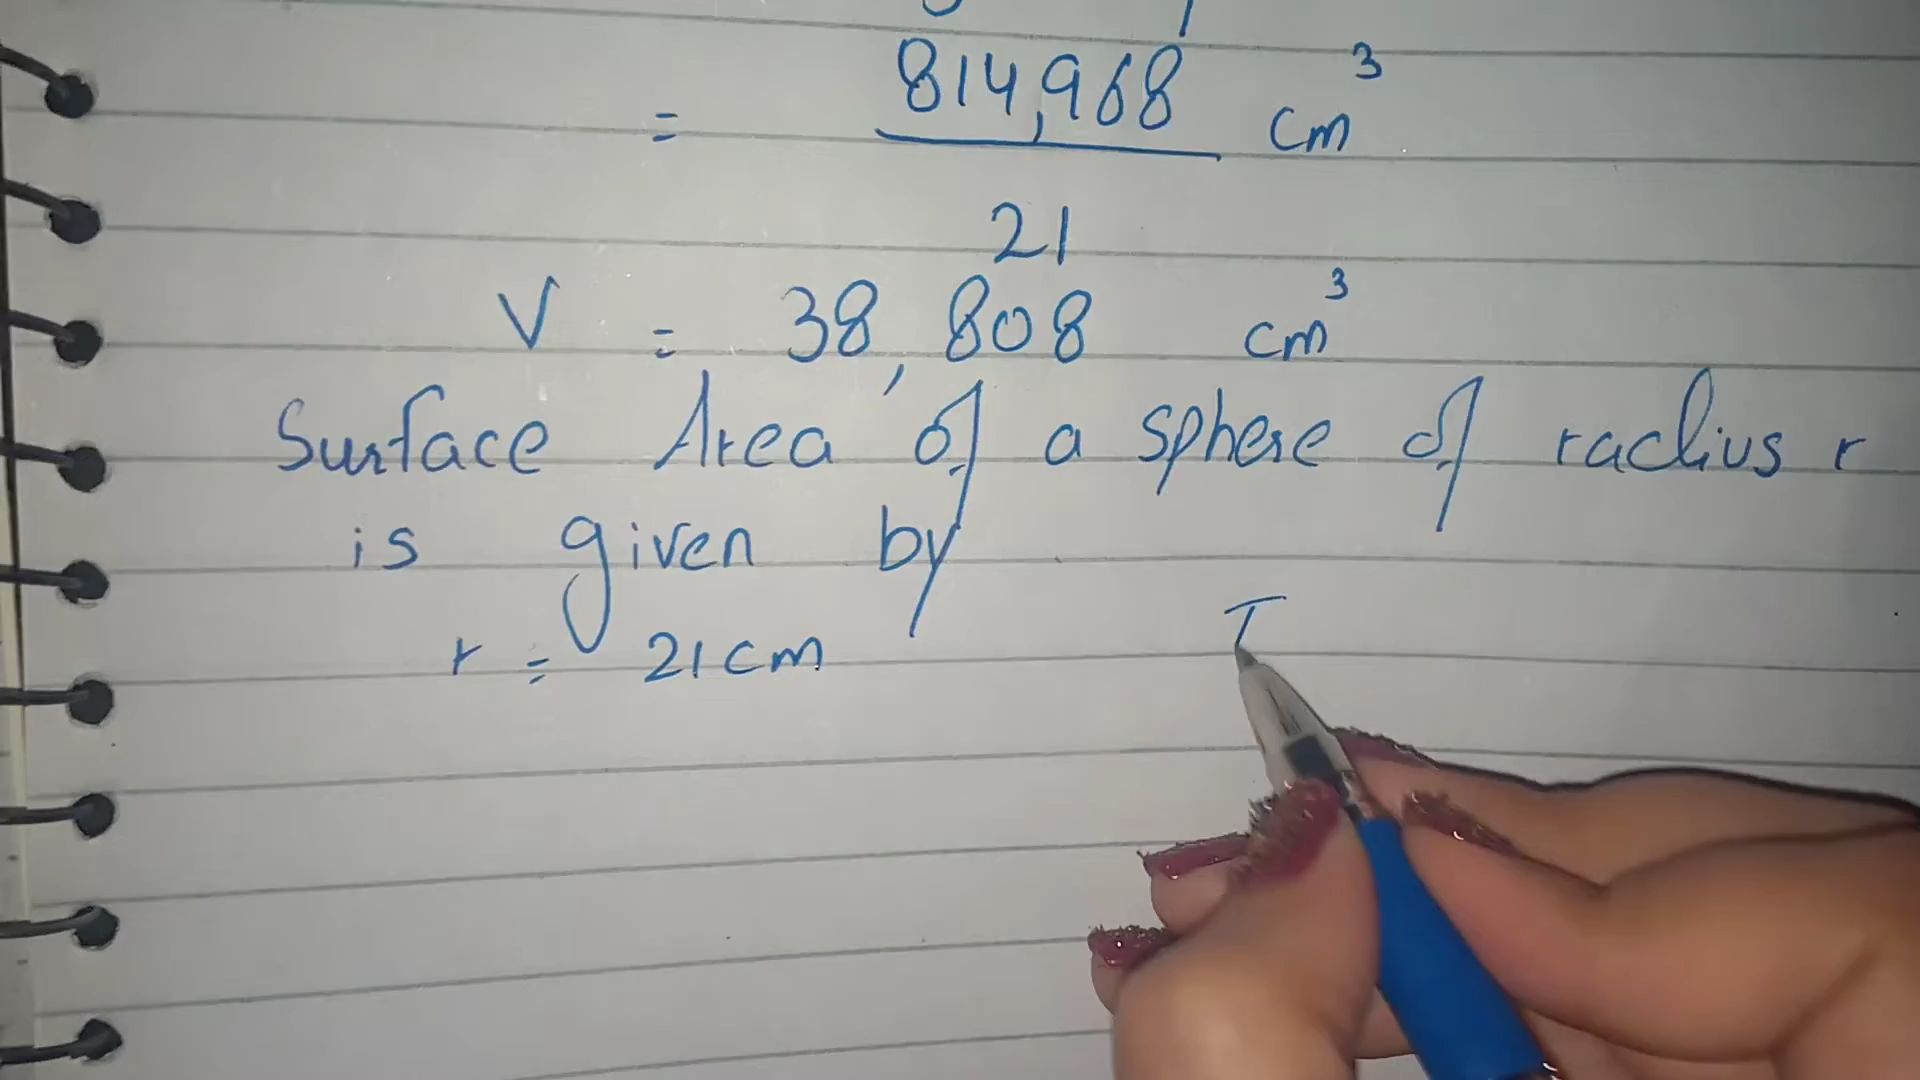 = 814,968 cm³
21
V = 38,808 cm³
Surface Area of a sphere of radius r
is given by
r = 21cm